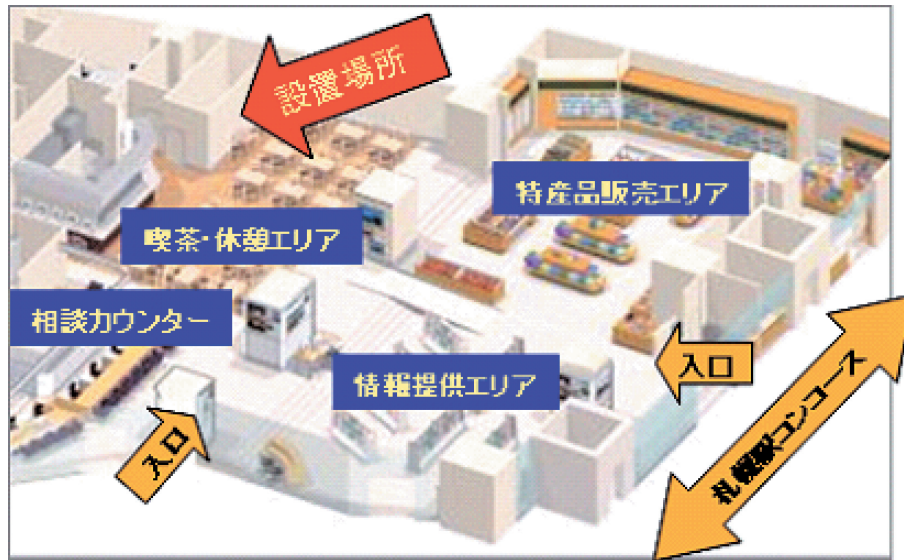 設置場所
特産品販売エリア
喫茶・休憩エリア
相談カウンター
情報提供エリア
入口
入口
札幌駅コンコース